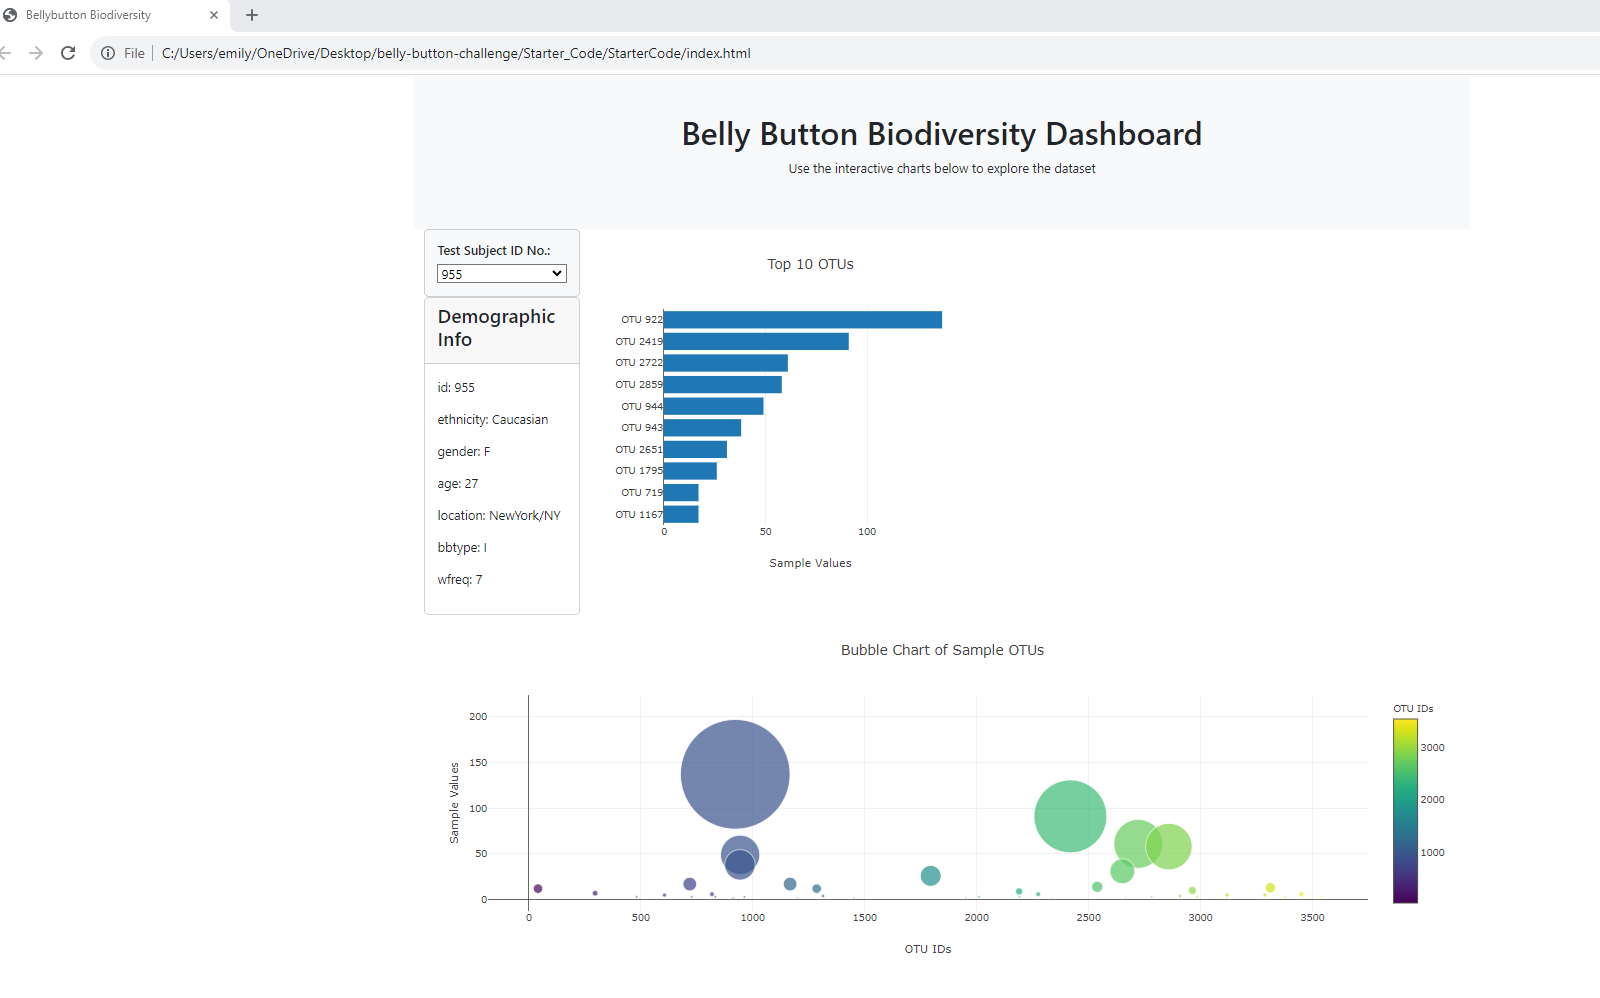 Bellybutton Biodiversity
File
C:/Users/emily/OneDrive/Desktop/belly-button-challenge/Starter_Code/StarterCode/index.html
Belly Button Biodiversity Dashboard
Use the interactive charts below to explore the dataset
Test Subject ID No.:
955
Demographic
Info
id: 955
ethnicity: Caucasian
gender: F
age: 27
location: NewYork/NY
bbtype: I
wfreq: 7
Top 10 OTUs
OTU 922
OTU 2419
OTU 2722
OTU 2859
OTU 944
OTU 943
OTU 2651
OTU 1795
OTU 719
OTU 1167
0 50 100
Sample Values
Bubble Chart of Sample OTUs
Sample Values
200
150
100
50
0
0 500 1000 1500 2000 2500 3000 3500
OTU IDs
OTU IDs
3000
2000
1000